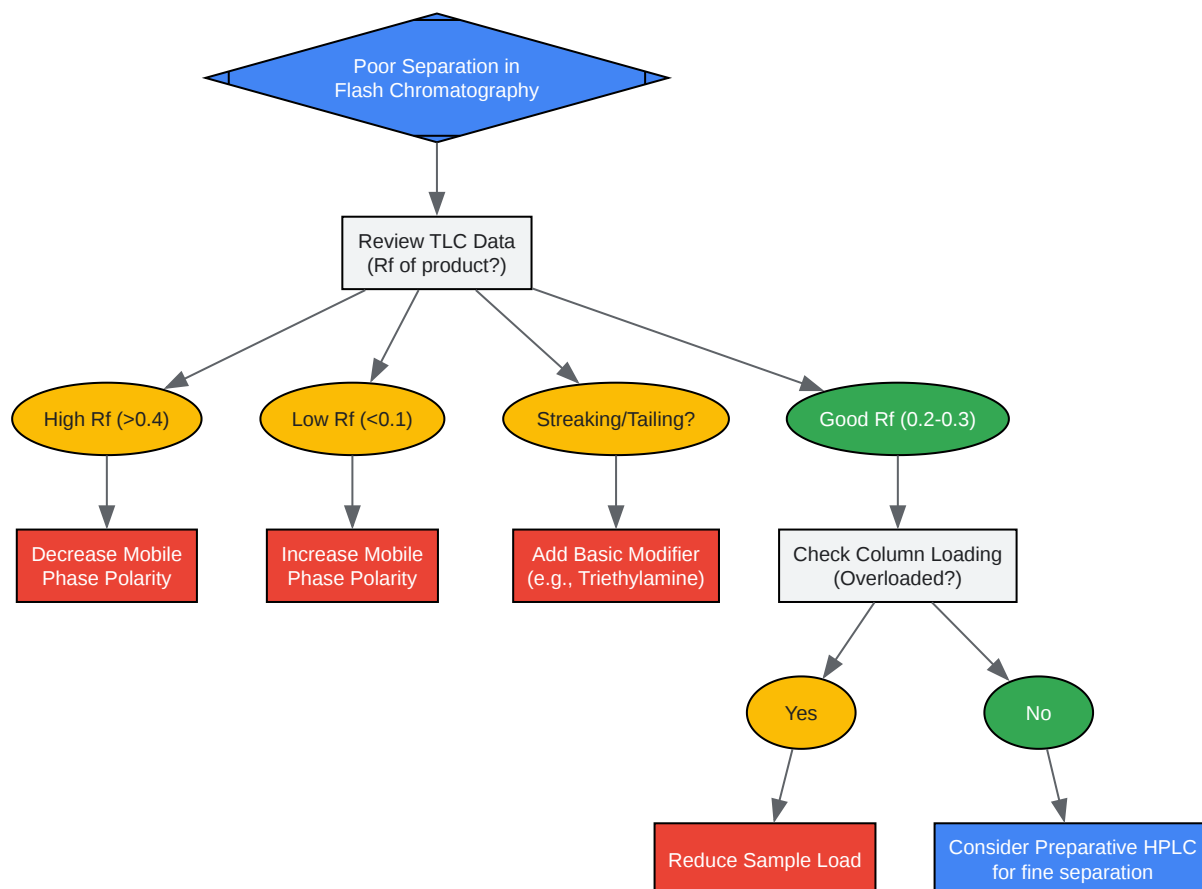 Poor Separation in
Flash Chromatography
Review TLC Data
(Rf of product?)
High Rf (>0.4)
Low Rf (<0.1)
Streaking/Tailing?
Good Rf (0.2-0.3)
Decrease Mobile
Phase Polarity
Increase Mobile
Phase Polarity
Add Basic Modifier
(e.g., Triethylamine)
Check Column Loading
(Overloaded?)
Yes
No
Reduce Sample Load
Consider Preparative HPLC
for fine separation